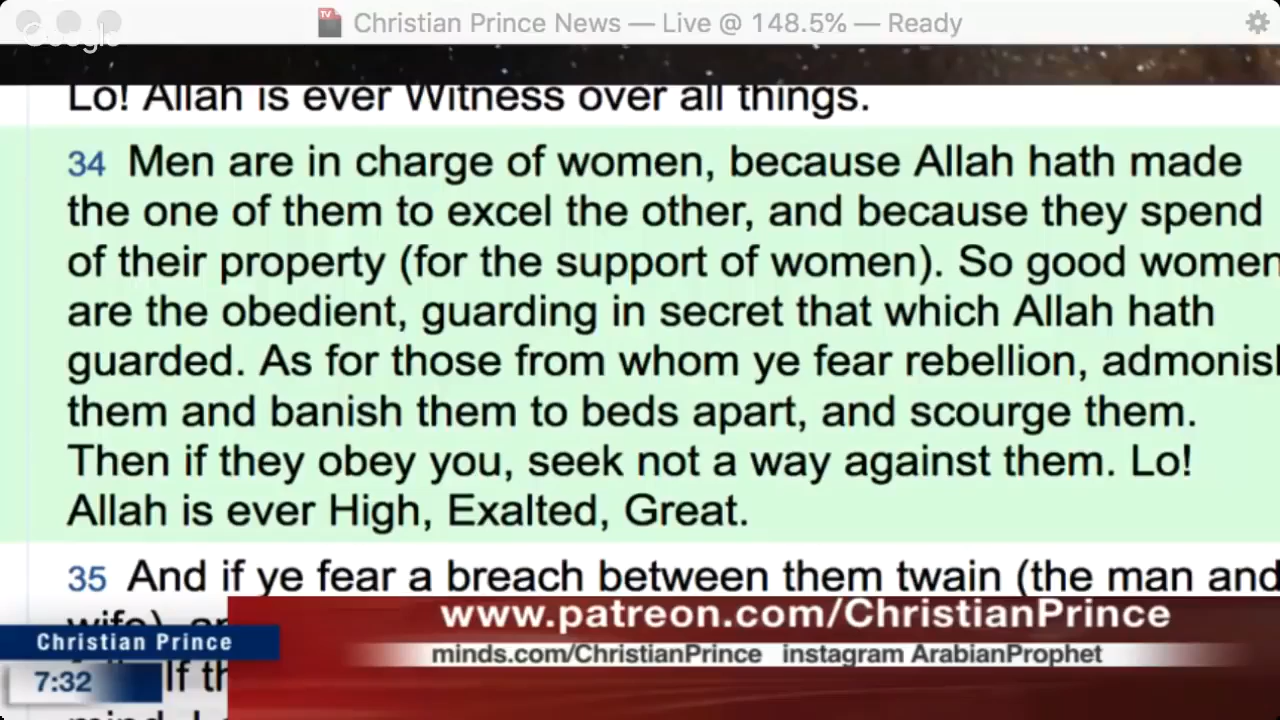 Christian Prince News — Live @ 148.5% — Ready
Google
Lo! Allah is ever Witness over all things.
34 Men are in charge of women, because Allah hath made
the one of them to excel the other, and because they spend
of their property (for the support of women). So good women
are the obedient, guarding in secret that which Allah hath
guarded. As for those from whom ye fear rebellion, admonish
them and banish them to beds apart, and scourge them.
Then if they obey you, seek not a way against them. Lo!
Allah is ever High, Exalted, Great.
35 And if ye fear a breach between them twain (the man and
wife)
www.patreon.com/ChristianPrince
Christian Prince
minds.com/ChristianPrince instagram ArabianProphet
7:32
If th